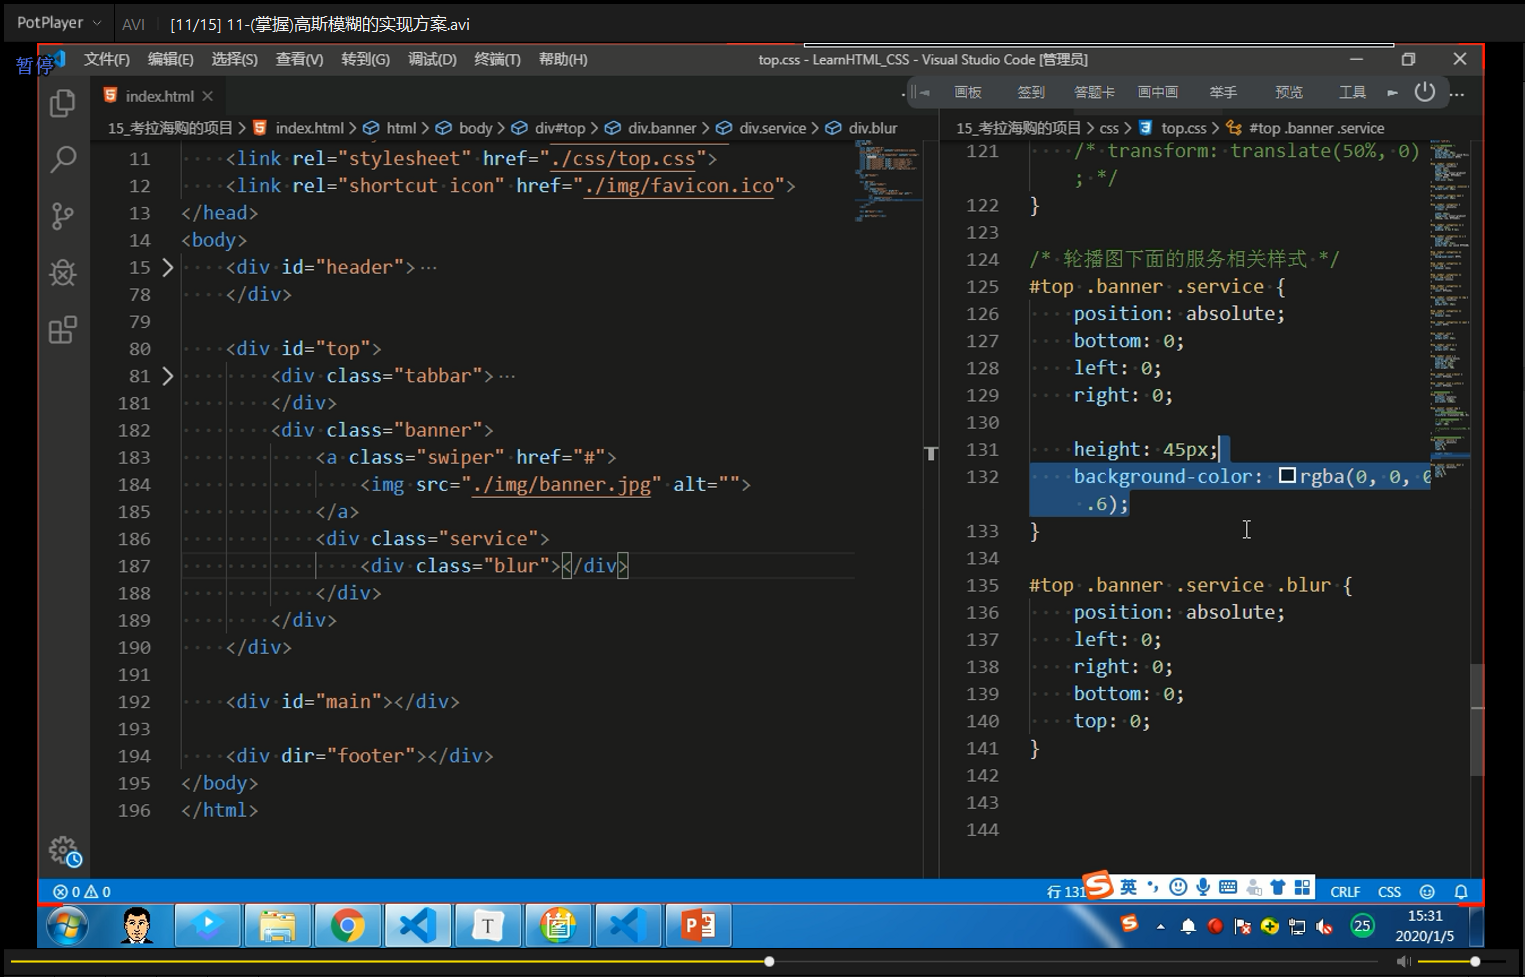 PotPlayer AVI [11/15] 11-(掌握)高斯模糊的实现方案.avi
暂停
文件(F) 编辑(E) 选择(S) 查看(V) 转到(G) 调试(D) 终端(T) 帮助(H) top.css - LearnHTML_CSS - Visual Studio Code [管理员]
index.html
画板 签到 答题卡 画中画 举手 预览 工具
15_考拉海购的项目 > index.html > html > body > div#top > div.banner > div.service > div.blur
11 <link rel="stylesheet" href="./css/top.css">
12 <link rel="shortcut icon" href="./img/favicon.ico">
13 </head>
14 <body>
15 <div id="header">…
78 </div>
79
80 <div id="top">
81 <div class="tabbar">…
181 </div>
182 <div class="banner">
183 <a class="swiper" href="#">
184 <img src="./img/banner.jpg" alt="">
185 </a>
186 <div class="service">
187 <div class="blur"></div>
188 </div>
189 </div>
190 </div>
191
192 <div id="main"></div>
193
194 <div dir="footer"></div>
195 </body>
196 </html>
15_考拉海购的项目 > css > top.css > #top .banner .service
121 /* transform: translate(50%, 0)
; */
122 }
123
124 /* 轮播图下面的服务相关样式 */
125 #top .banner .service {
126 position: absolute;
127 bottom: 0;
128 left: 0;
129 right: 0;
130
131 height: 45px;
132 background-color: rgba(0, 0, 0
.6);
133 }
134
135 #top .banner .service .blur {
136 position: absolute;
137 left: 0;
138 right: 0;
139 bottom: 0;
140 top: 0;
141 }
142
143
144
0 0
行 131
英
CRLF CSS
T
25
15:31
2020/1/5